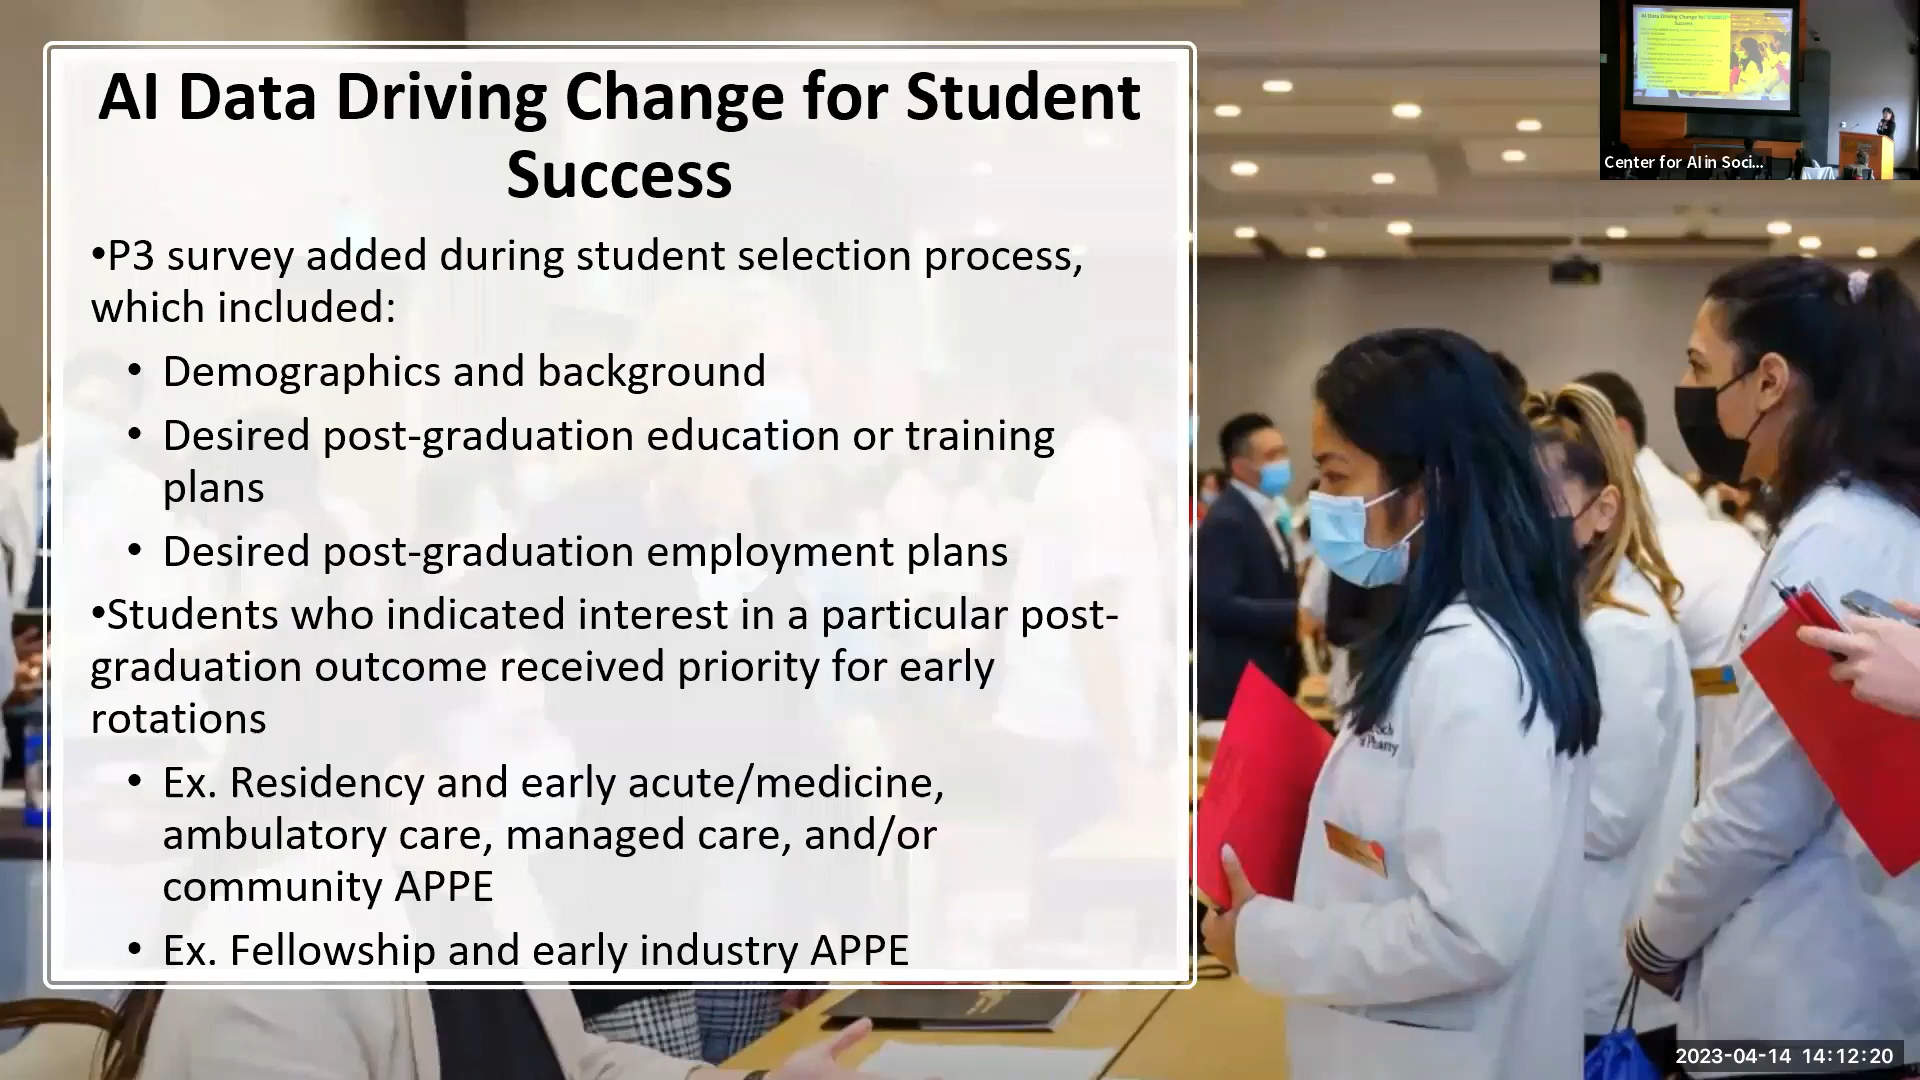 AI Data Driving Change for Student
Success
•P3 survey added during student selection process,
which included:
• Demographics and background
• Desired post-graduation education or training
plans
• Desired post-graduation employment plans
•Students who indicated interest in a particular post-
graduation outcome received priority for early
rotations
• Ex. Residency and early acute/medicine,
ambulatory care, managed care, and/or
community APPE
• Ex. Fellowship and early industry APPE
Center for AI in Soci...
2023-04-14 14:12:20